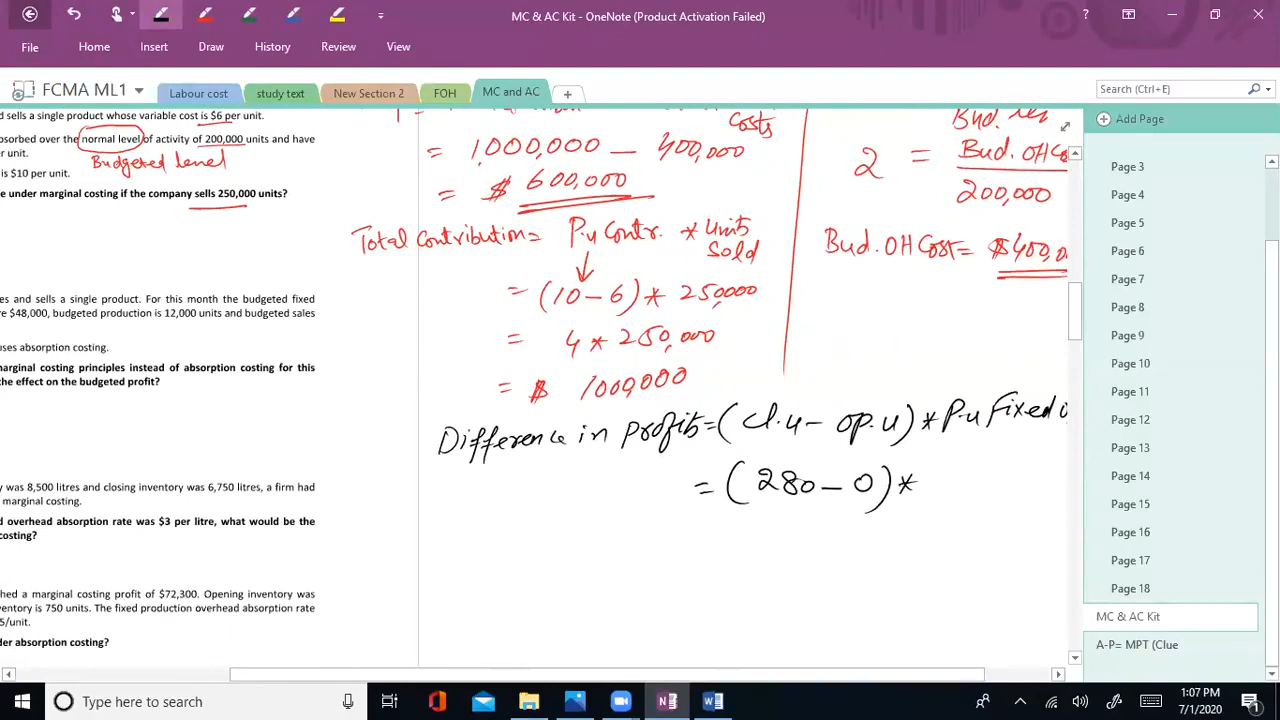 MC & AC Kit - OneNote (Product Activation Failed)
File Home Insert Draw History Review View
FCMA ML1
Labour cost study text New Section 2 FOH MC and AC
Search (Ctrl+E)
d sells a single product whose variable cost is $6 per unit.
bsorbed over the normal level of activity of 200,000 units and have
er unit.
Budgeted level
is $10 per unit.
e under marginal costing if the company sells 250,000 units?
es and sells a single product. For this month the budgeted fixed
re $48,000, budgeted production is 12,000 units and budgeted sales
uses absorption costing.
narginal costing principles instead of absorption costing for this
the effect on the budgeted profit?
ry was 8,500 litres and closing inventory was 6,750 litres, a firm had
marginal costing.
d overhead absorption rate was $3 per litre, what would be the
costing?
hed a marginal costing profit of $72,300. Opening inventory was
ventory is 750 units. The fixed production overhead absorption rate
5/unit.
der absorption costing?
Costs
= 1,000,000 - 400,000
= $ 600,000
Total Contribution = P.u Contr. * Units
Sold
= (10 - 6) * 250,000
= 4 * 250,000
= $ 1000,000
2 = Bud. OH Co
200,000
Bud. OH Cost = $400,0
Difference in profits = (cl.u - op.u) * P.u Fixed
= (280 - 0) *
Add Page
Page 3
Page 4
Page 5
Page 6
Page 7
Page 8
Page 9
Page 10
Page 11
Page 12
Page 13
Page 14
Page 15
Page 16
Page 17
Page 18
MC & AC Kit
A-P= MPT (Clue
Type here to search
1:07 PM
7/1/2020